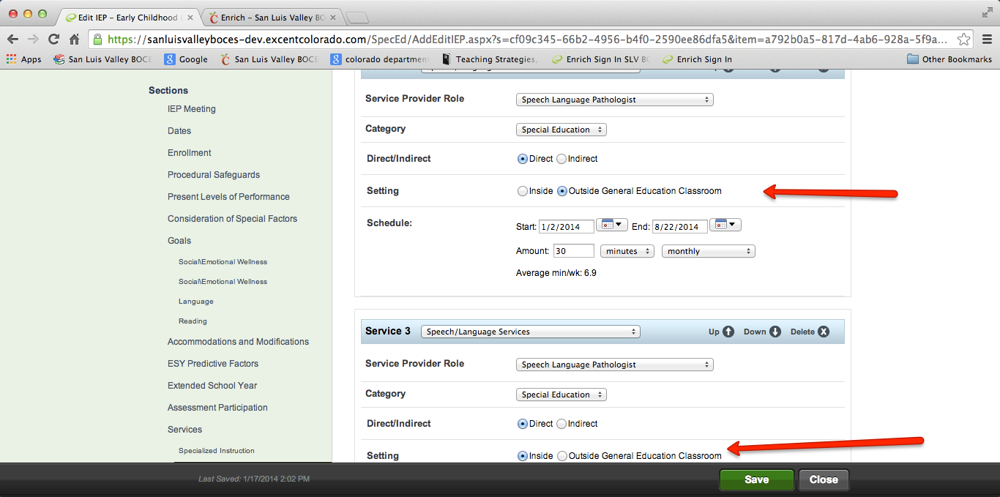 Edit IEP – Early Childhood
Enrich – San Luis Valley BO
https://sanluisvalleyboces-dev.excentcolorado.com/SpecEd/AddEditIEP.aspx?s=cf09c345-66b2-4956-b4f0-2590ee86dfa5&item=a792b0a5-817d-4ab6-928a-5f9a...
Apps San Luis Valley BOCE Google San Luis Valley BOCE colorado departmen Teaching Strategies, Enrich Sign In SLV BO Enrich Sign In Other Bookmarks
Sections
IEP Meeting
Dates
Enrollment
Procedural Safeguards
Present Levels of Performance
Consideration of Special Factors
Goals
Social\Emotional Wellness
Social\Emotional Wellness
Language
Reading
Accommodations and Modifications
ESY Predictive Factors
Extended School Year
Assessment Participation
Services
Specialized Instruction
Service Provider Role Speech Language Pathologist
Category Special Education
Direct/Indirect Direct Indirect
Setting Inside Outside General Education Classroom
Schedule: Start: 1/2/2014 End: 8/22/2014
Amount: 30 minutes monthly
Average min/wk: 6.9
Service 3 Speech/Language Services Up Down Delete X
Service Provider Role Speech Language Pathologist
Category Special Education
Direct/Indirect Direct Indirect
Setting Inside Outside General Education Classroom
Last Saved: 1/17/2014 2:02 PM Save Close